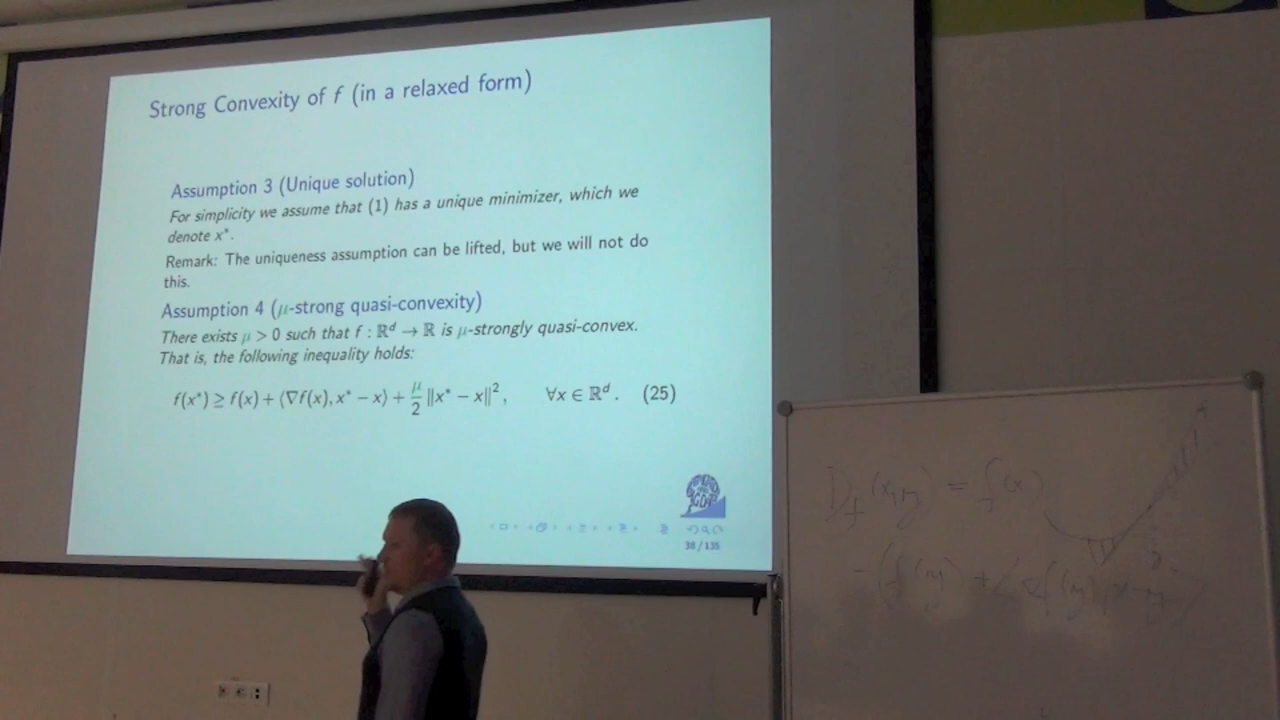 Strong Convexity of f (in a relaxed form)
Assumption 3 (Unique solution)
For simplicity we assume that (1) has a unique minimizer, which we
denote x*.
Remark: The uniqueness assumption can be lifted, but we will not do
this.
Assumption 4 (μ-strong quasi-convexity)
There exists μ > 0 such that f : ℝᵈ → ℝ is μ-strongly quasi-convex.
That is, the following inequality holds:
f(x*) ≥ f(x) + ⟨∇f(x), x* − x⟩ + μ/2 ‖x* − x‖², ∀x ∈ ℝᵈ. (25)
38 / 135
D_f(x,y) = f(x)
-(f(y) + ⟨∇f(y), x-y⟩